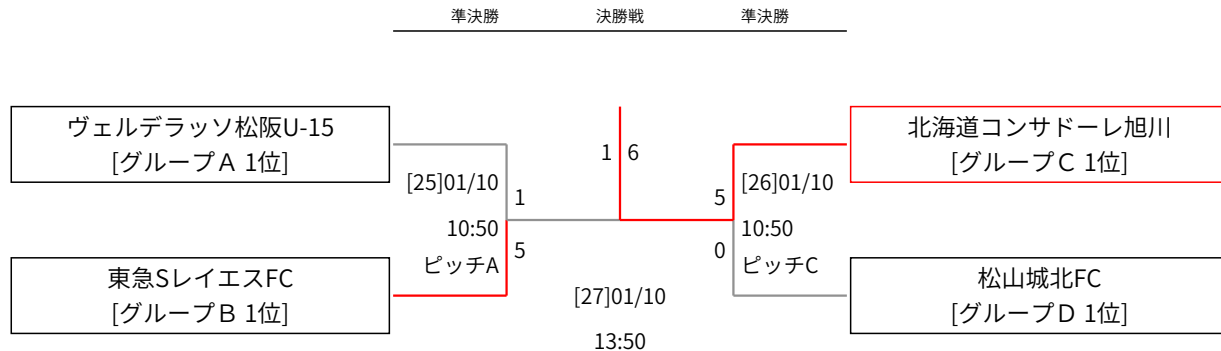 準決勝 決勝戦 準決勝
ヴェルデラッソ松阪U-15
[グループA 1位]
北海道コンサドーレ旭川
[グループC 1位]
1 6
[25]01/10
1
10:50
5
ピッチA
5
[26]01/10
10:50
0
ピッチC
東急SレイエスFC
[グループB 1位]
松山城北FC
[グループD 1位]
[27]01/10
13:50